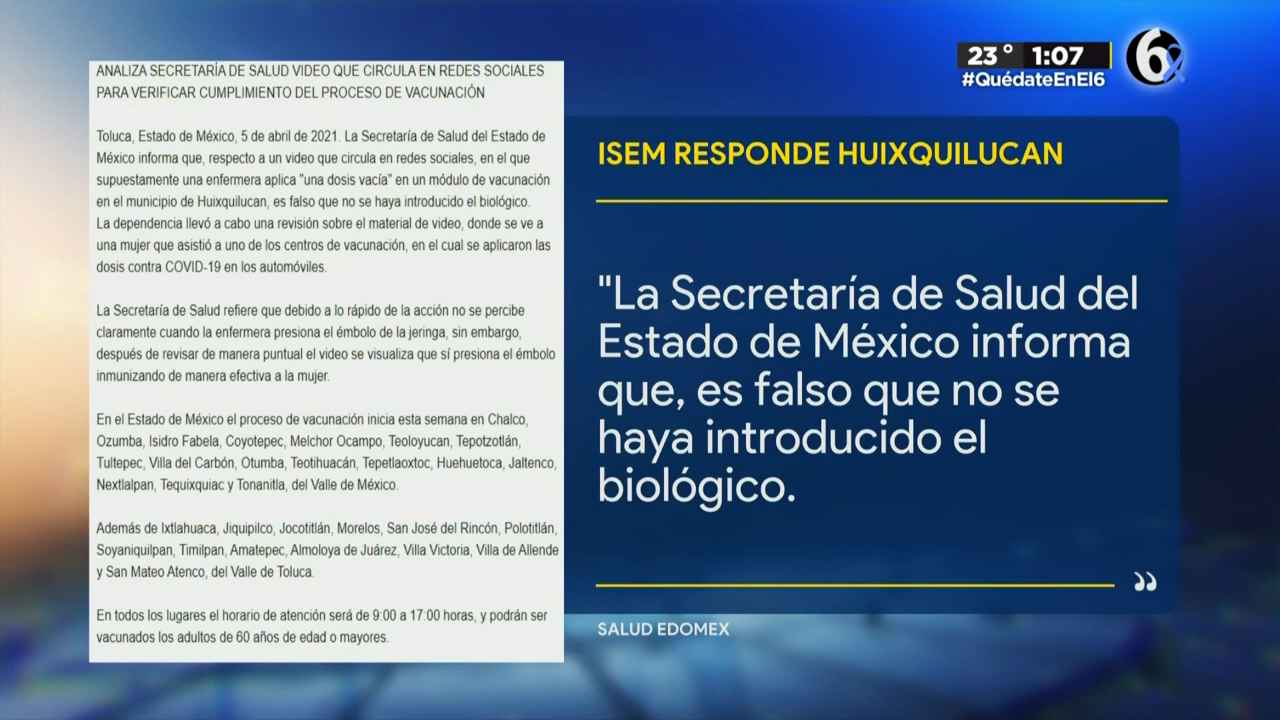 23° 1:07
#QuédateEnEl6
6
ANALIZA SECRETARÍA DE SALUD VIDEO QUE CIRCULA EN REDES SOCIALES
PARA VERIFICAR CUMPLIMIENTO DEL PROCESO DE VACUNACIÓN
Toluca, Estado de México, 5 de abril de 2021. La Secretaría de Salud del Estado de
México informa que, respecto a un video que circula en redes sociales, en el que
supuestamente una enfermera aplica "una dosis vacía" en un módulo de vacunación
en el municipio de Huixquilucan, es falso que no se haya introducido el biológico.
La dependencia llevó a cabo una revisión sobre el material de video, donde se ve a
una mujer que asistió a uno de los centros de vacunación, en el cual se aplicaron las
dosis contra COVID-19 en los automóviles.
La Secretaría de Salud refiere que debido a lo rápido de la acción no se percibe
claramente cuando la enfermera presiona el émbolo de la jeringa, sin embargo,
después de revisar de manera puntual el video se visualiza que sí presiona el émbolo
inmunizando de manera efectiva a la mujer.
En el Estado de México el proceso de vacunación inicia esta semana en Chalco,
Ozumba, Isidro Fabela, Coyotepec, Melchor Ocampo, Teoloyucan, Tepotzotlán,
Tultepec, Villa del Carbón, Otumba, Teotihuacán, Tepetlaoxtoc, Huehuetoca, Jaltenco,
Nextlalpan, Tequixquiac y Tonanitla, del Valle de México.
Además de Ixtlahuaca, Jiquipilco, Jocotitlán, Morelos, San José del Rincón, Polotitlán,
Soyaniquilpan, Timilpan, Amatepec, Almoloya de Juárez, Villa Victoria, Villa de Allende
y San Mateo Atenco, del Valle de Toluca.
En todos los lugares el horario de atención será de 9:00 a 17:00 horas, y podrán ser
vacunados los adultos de 60 años de edad o mayores.
ISEM RESPONDE HUIXQUILUCAN
"La Secretaría de Salud del
Estado de México informa
que, es falso que no se
haya introducido el
biológico.
”
SALUD EDOMEX